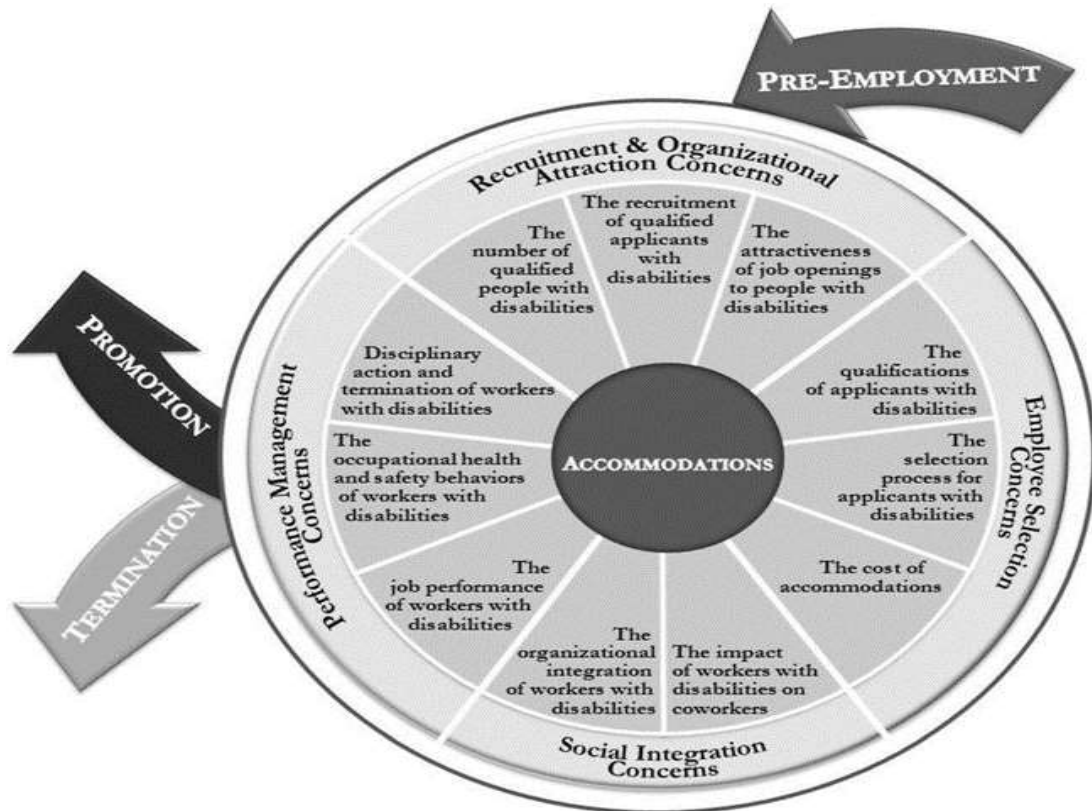 PRE-EMPLOYMENT
Recruitment & Organizational
Attraction Concerns
The
number of
qualified
people with
disabilities
The recruitment
of qualified
applicants
with
disabilities
The
attractiveness
of job openings
to people with
disabilities
The
qualifications
of applicants with
disabilities
The
selection
process for
applicants with
disabilities
The cost of
accommodations
Employee Selection
Concerns
The impact
of workers with
disabilities on
coworkers
The
organizational
integration
of workers with
disabilities
Social Integration
Concerns
The
job performance
of workers with
disabilities
The
occupational health
and safety behaviors
of workers with
disabilities
Disciplinary
action and
termination of workers
with disabilities
Performance Management
Concerns
ACCOMMODATIONS
PROMOTION
TERMINATION